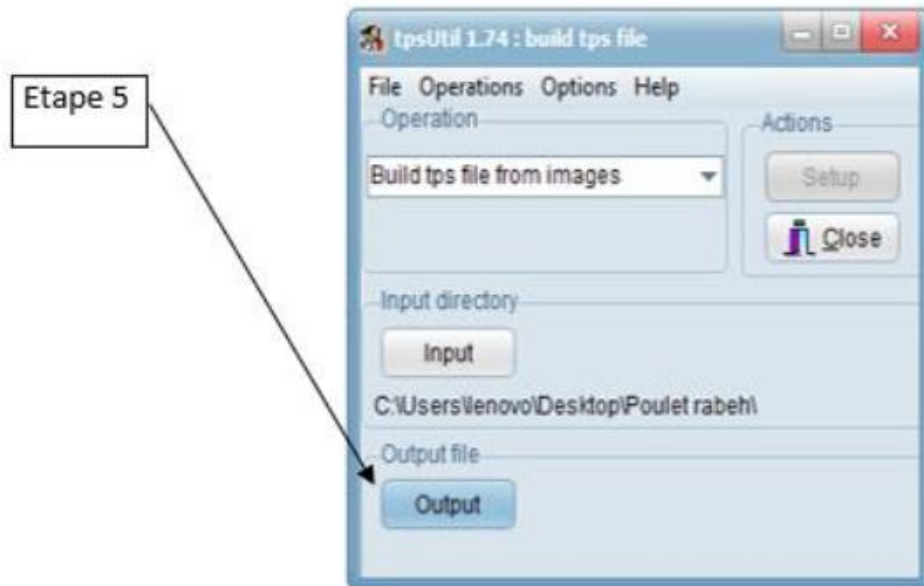 Etape 5
tpsUtil 1.74 : build tps file
File Operations Options Help
Operation
Actions
Build tps file from images
Setup
Close
Input directory
Input
C:\Users\lenovo\Desktop\Poulet rabeh\
Output file
Output